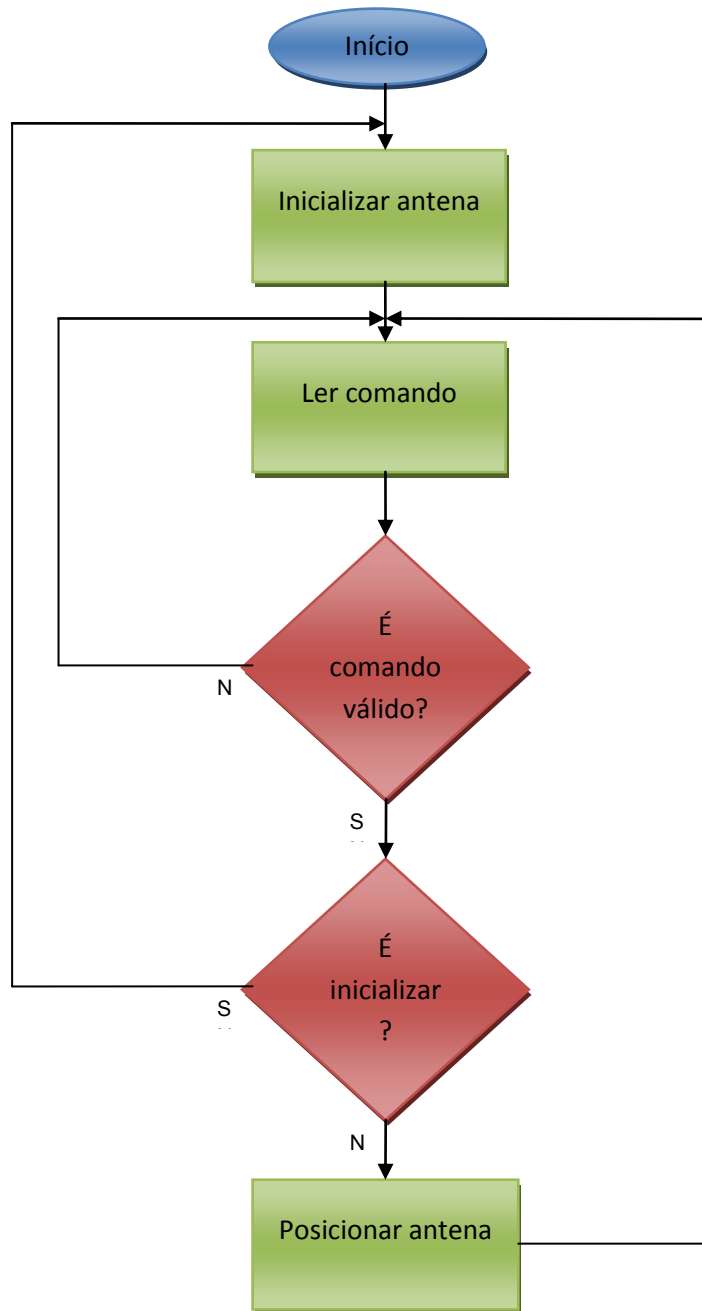 Início
Inicializar antena
Ler comando
É
comando
válido?
N
S
É
inicializar
?
S
N
Posicionar antena